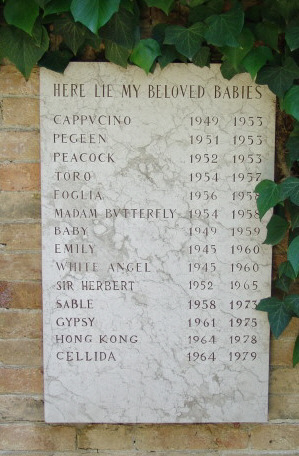 HERE LIE MY BELOVED BABIES
CAPPVCINO 1949 1953
PEGEEN 1951 1953
PEACOCK 1952 1953
TORO 1954 1957
FOGLIA 1956 1958
MADAM BVTTERFLY 1954 1958
BABY 1949 1959
EMILY 1945 1960
WHITE ANGEL 1945 1960
SIR HERBERT 1952 1965
SABLE 1958 1973
GYPSY 1961 1975
HONG KONG 1964 1978
CELLIDA 1964 1979